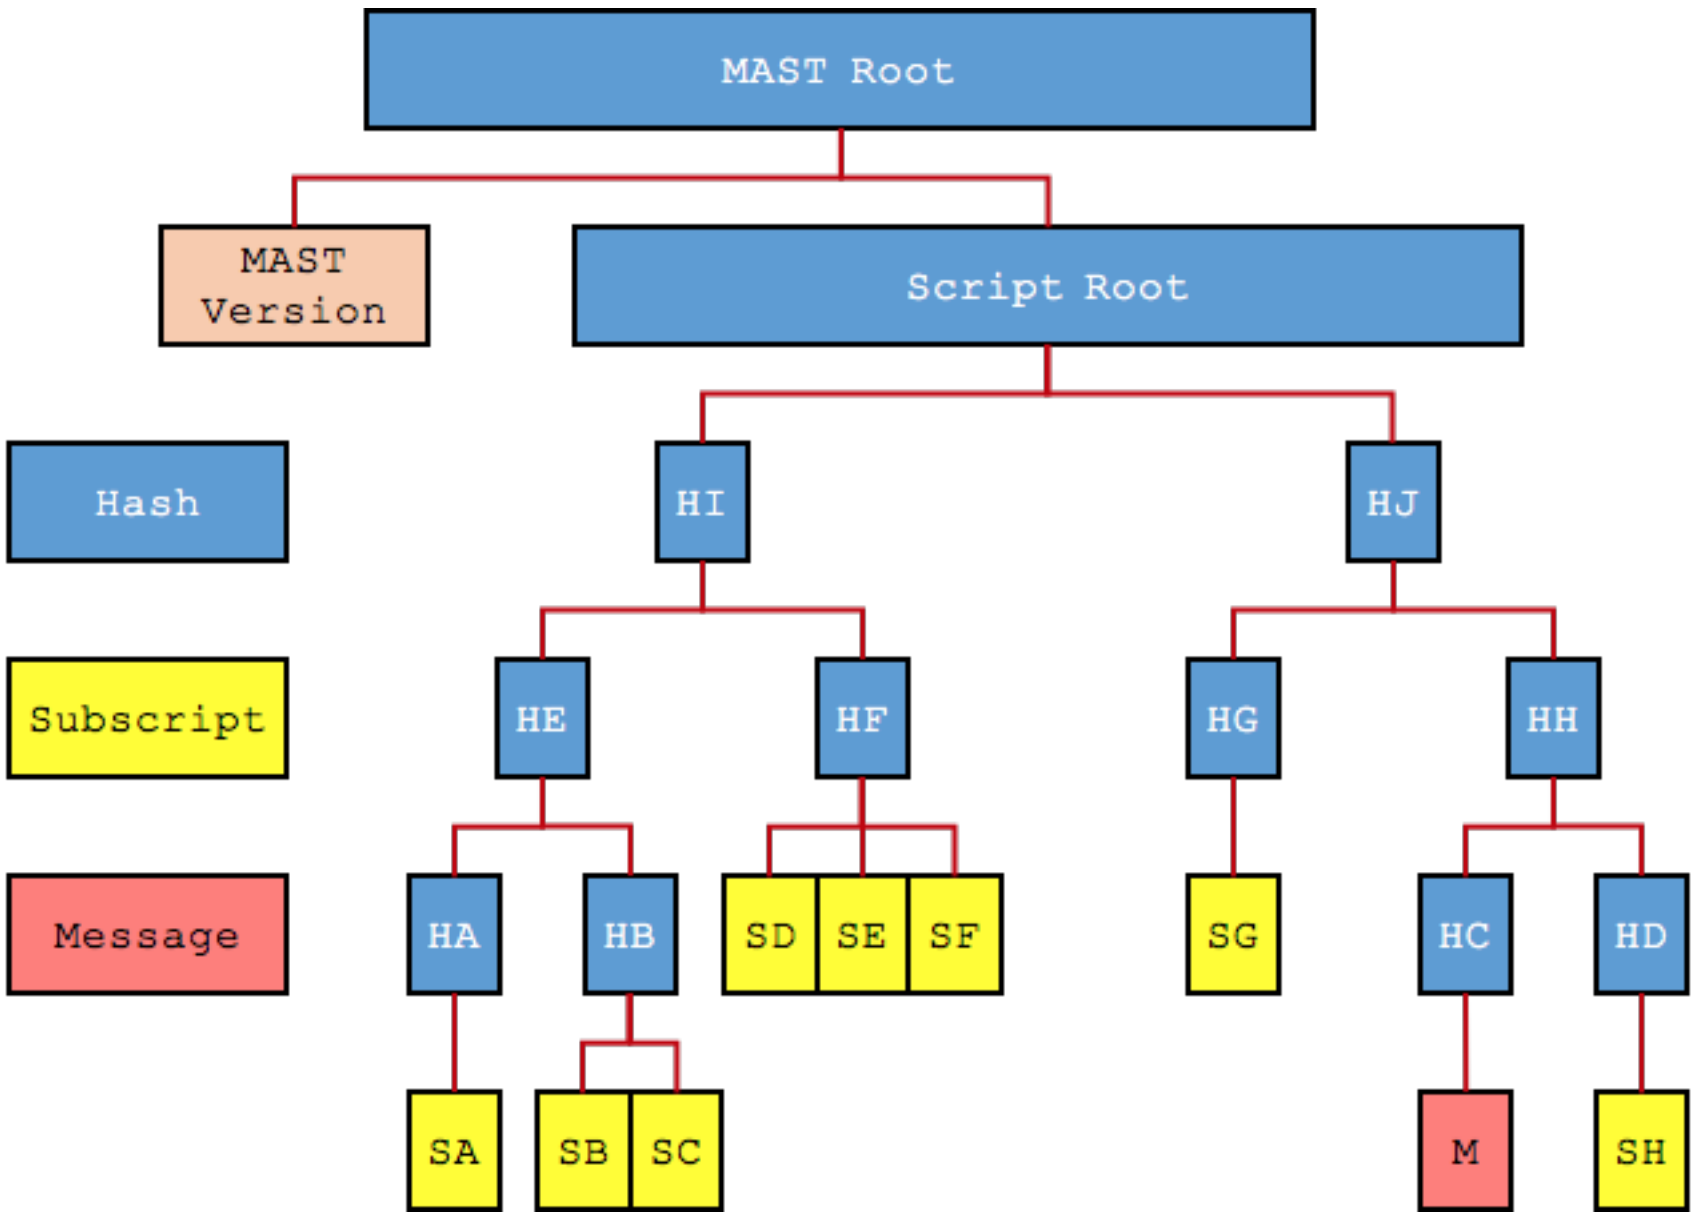 MAST Root
MAST
Version
Script Root
Hash
HI
HJ
Subscript
HE
HF
HG
HH
Message
HA
HB
SD
SE
SF
SG
HC
HD
SA
SB
SC
M
SH